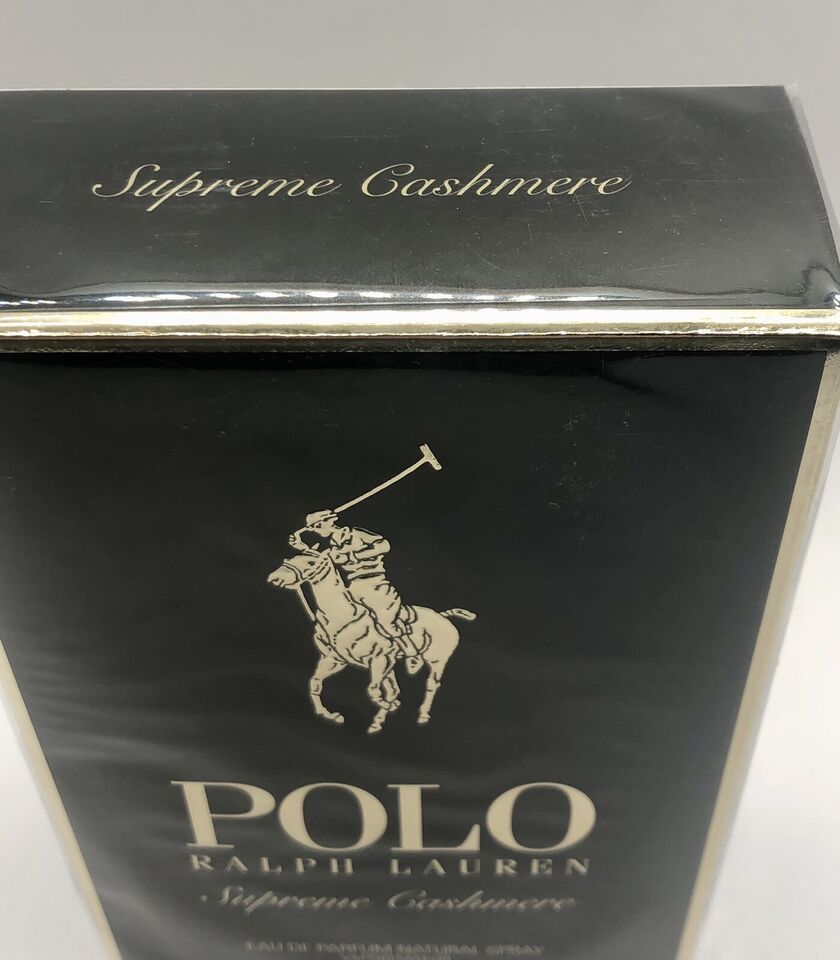 Supreme Cashmere
POLO
RALPH LAUREN
Supreme Cashmere
EAU DE PARFUM NATURAL SPRAY